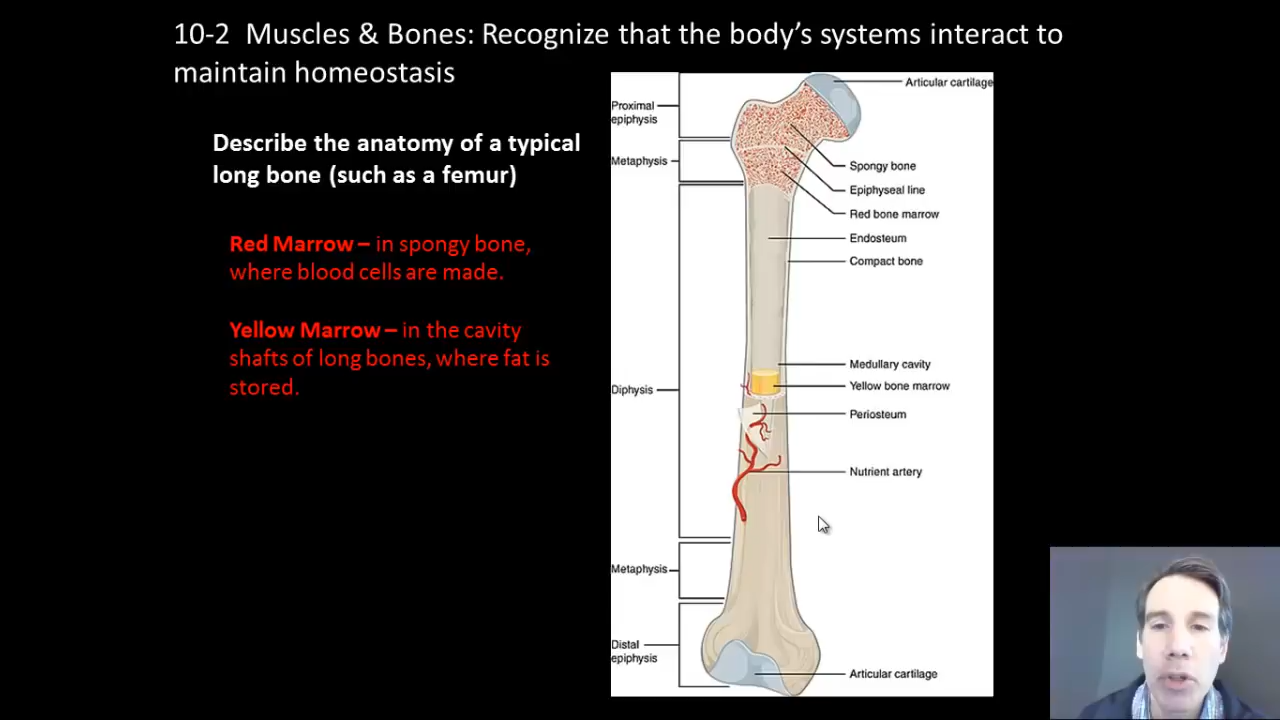 10-2 Muscles & Bones: Recognize that the body's systems interact to
maintain homeostasis
Describe the anatomy of a typical
long bone (such as a femur)
Red Marrow – in spongy bone,
where blood cells are made.
Yellow Marrow – in the cavity
shafts of long bones, where fat is
stored.
Proximal
epiphysis
Metaphysis
Diphysis
Metaphysis
Distal
epiphysis
Articular cartilage
Spongy bone
Epiphyseal line
Red bone marrow
Endosteum
Compact bone
Medullary cavity
Yellow bone marrow
Periosteum
Nutrient artery
Articular cartilage